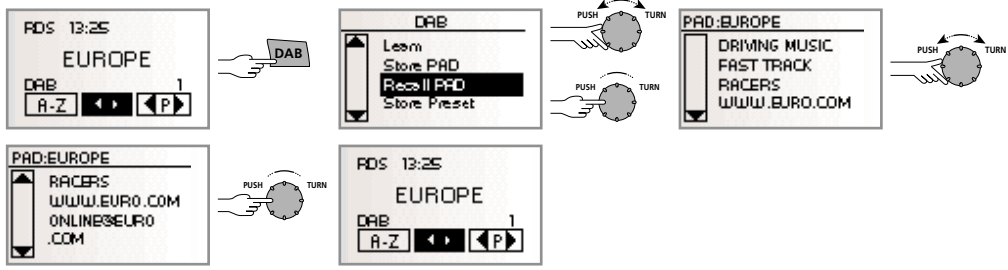 RDS 13:25
EUROPE
DAB 1
A-Z P
DAB
DAB
Learn
Store PAD
Recall PAD
Store Preset
PUSH TURN
PUSH TURN
PAD:EUROPE
DRIVING MUSIC
FAST TRACK
RACERS
WWW.EURO.COM
PUSH TURN
PAD:EUROPE
RACERS
WWW.EURO.COM
ONLINE@EURO
.COM
PUSH TURN
RDS 13:25
EUROPE
DAB 1
A-Z P